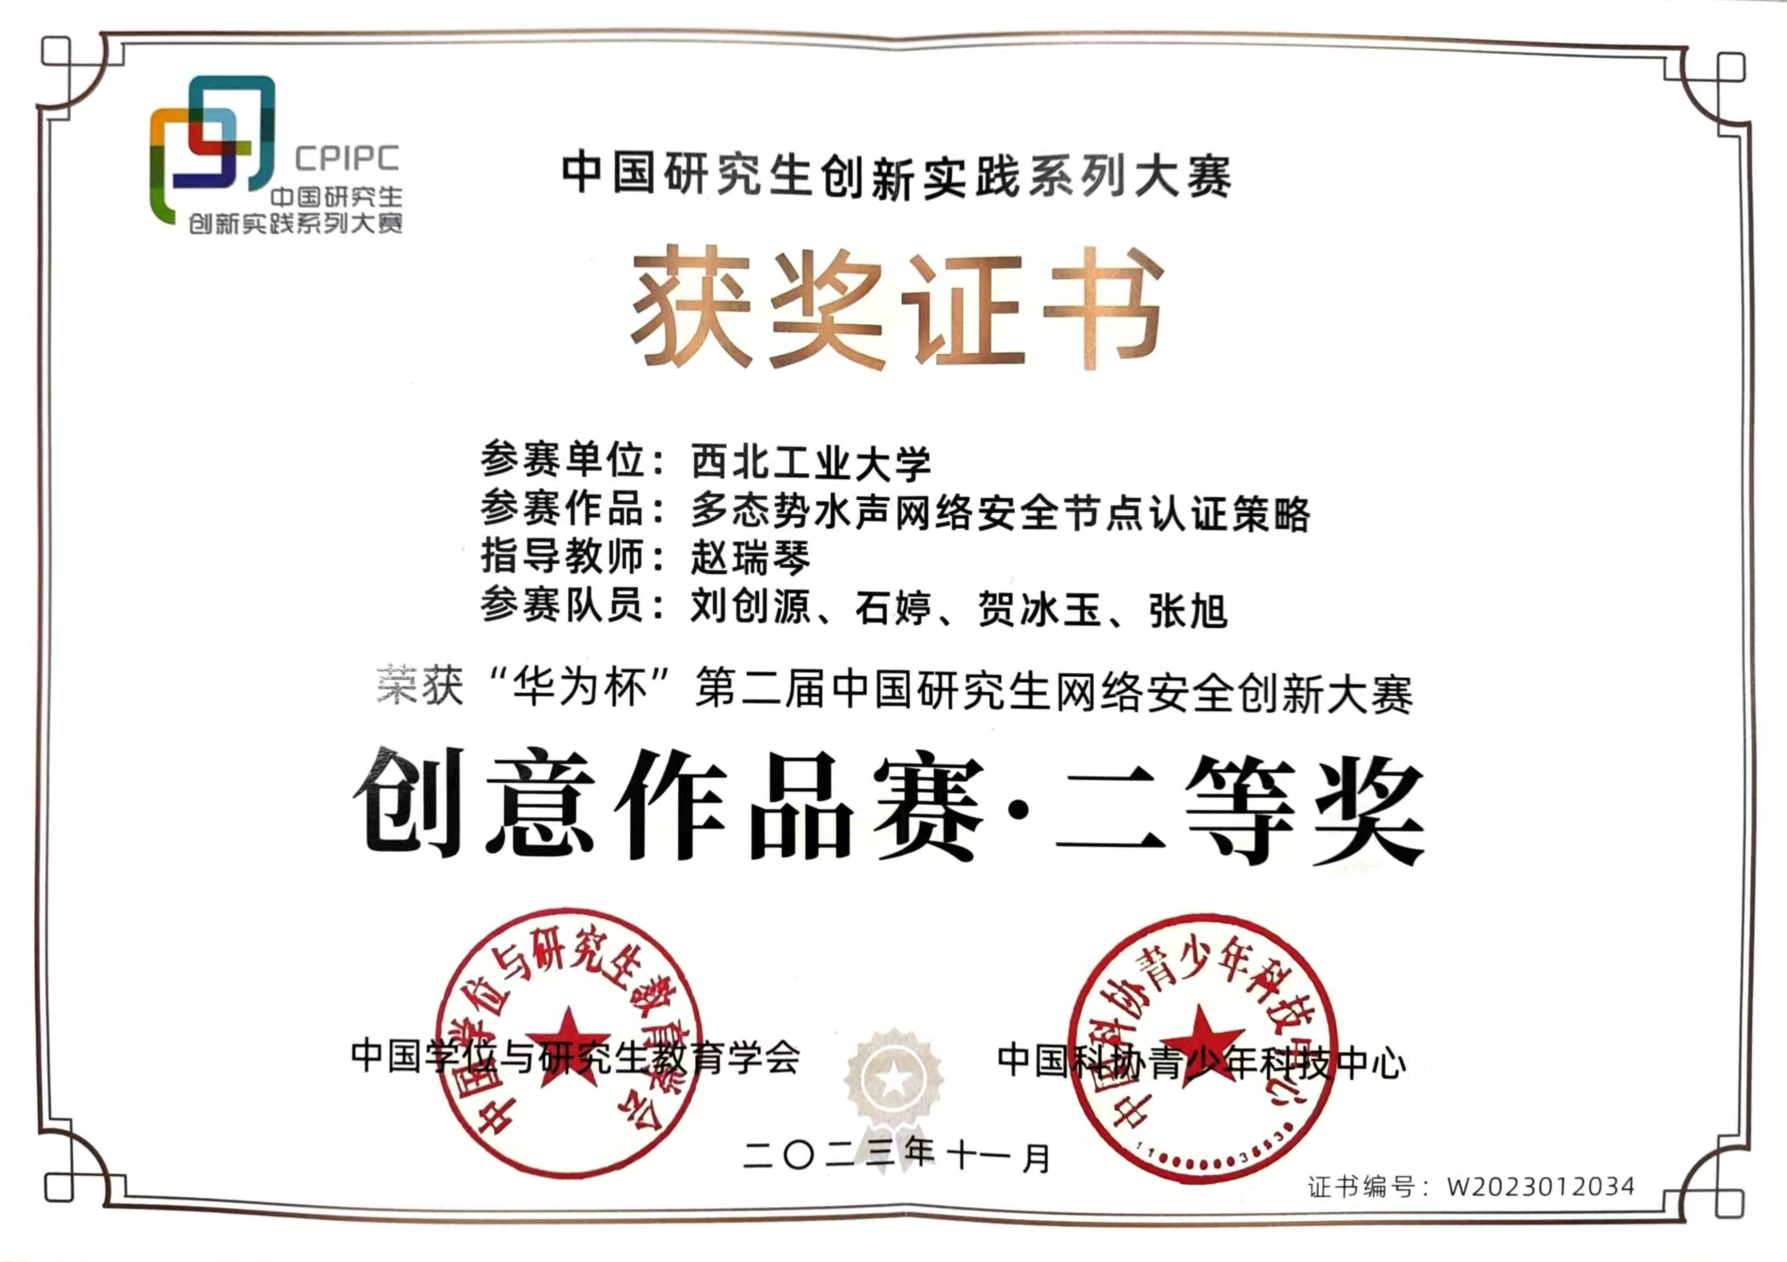 CPIPC
中国研究生
创新实践系列大赛
中国研究生创新实践系列大赛
获奖证书
参赛单位：西北工业大学
参赛作品：多态势水声网络安全节点认证策略
指导教师：赵瑞琴
参赛队员：刘创源、石婷、贺冰玉、张旭
荣获“华为杯”第二届中国研究生网络安全创新大赛
创意作品赛·二等奖
中国学位与研究生教育学会
中国学位与研究生教育学会
中国科协青少年科技中心
中国科协青少年科技中心
二〇二三年十一月
证书编号：W2023012034